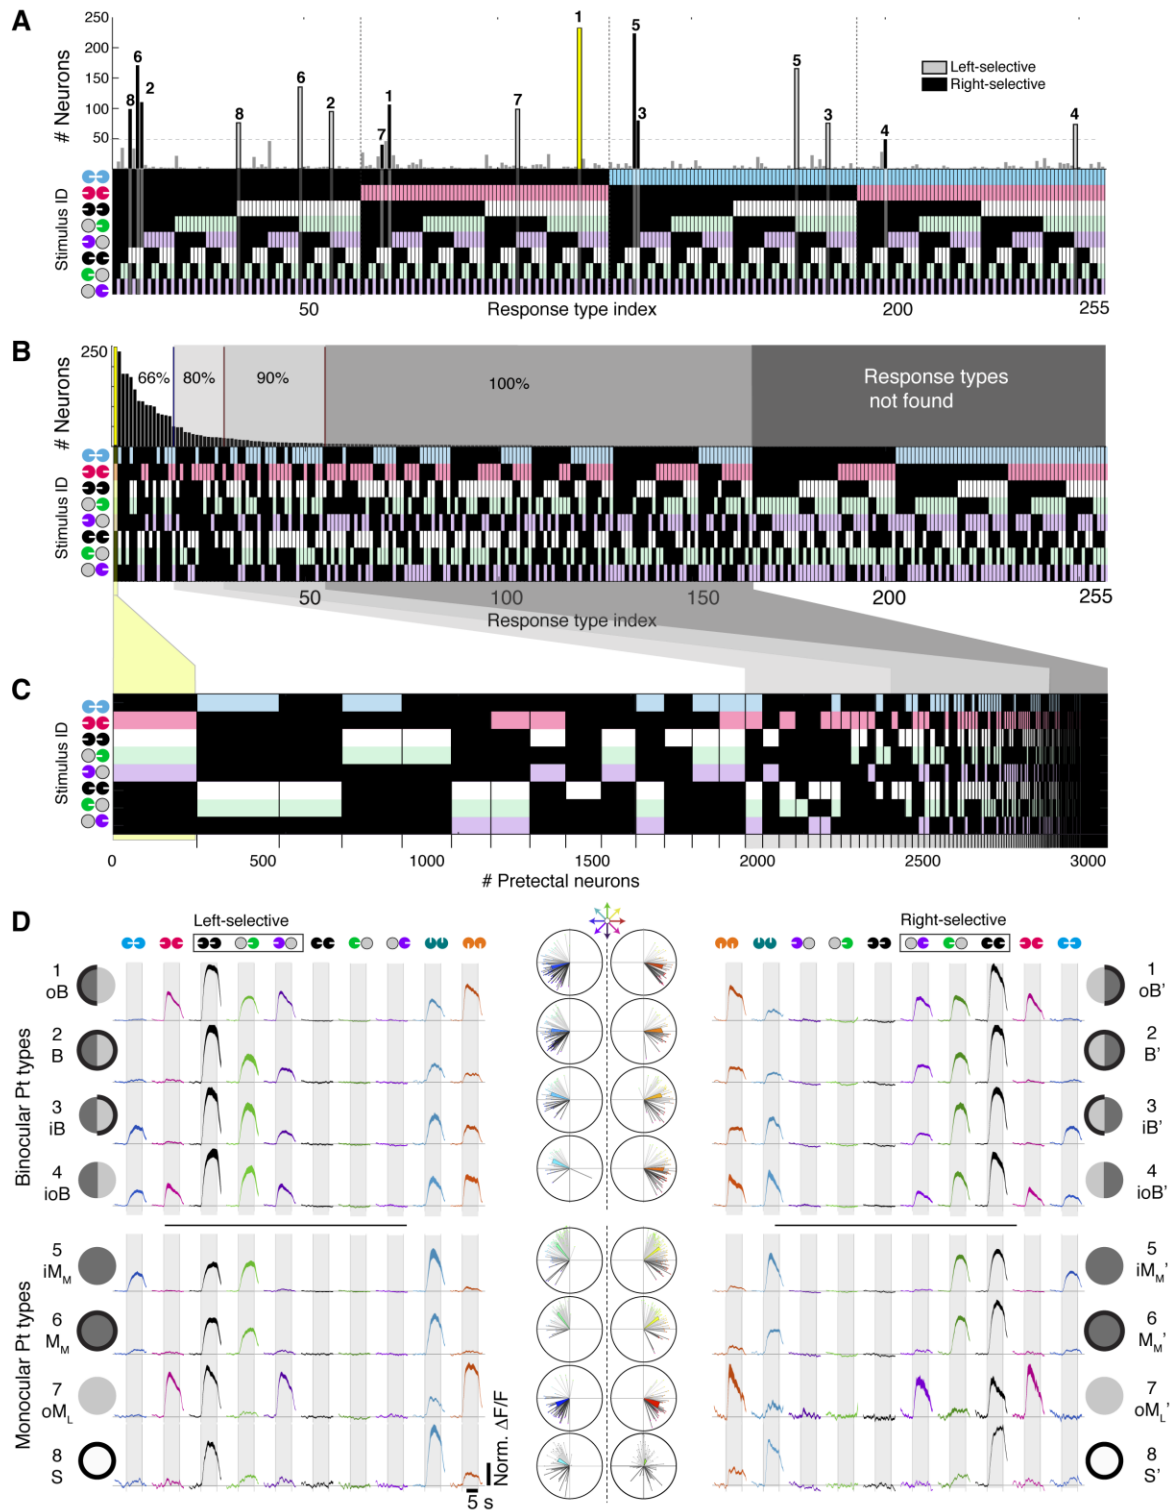 A
# Neurons
250
200
150
100
50
8
6
2
8
6
2
7
1
7
1
5
3
5
3
4
4
Left-selective
Right-selective
Stimulus ID
50
Response type index
200
255
B
# Neurons
250
66%
80%
90%
100%
Response types
not found
Stimulus ID
50
100
150
200
255
Response type index
C
Stimulus ID
0
500
1000
1500
2000
2500
3000
# Pretectal neurons
D
Left-selective
Right-selective
Binocular Pt types
1
oB
2
B
3
iB
4
ioB
1
oB'
2
B'
3
iB'
4
ioB'
Monocular Pt types
5
iMM
6
MM
7
oML
8
S
5
iMM'
6
MM'
7
oML'
8
S'
Norm. ΔF/F
5 s